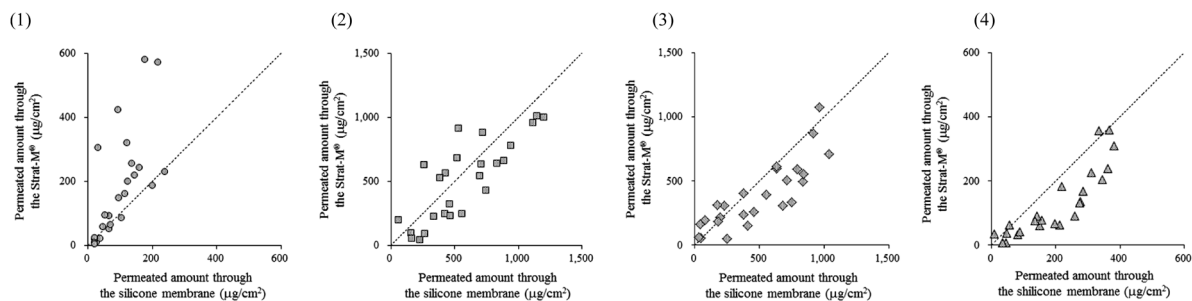 (1)
Permeated amount through
the Strat-M® (μg/cm²)
600
400
200
0
0
200
400
600
Permeated amount through
the silicone membrane (μg/cm²)
(2)
Permeated amount through
the Strat-M® (μg/cm²)
1,500
1,000
500
0
0
500
1,000
1,500
Permeated amount through
the silicone membrane (μg/cm²)
(3)
Permeated amount through
the Strat-M® (μg/cm²)
1,500
1,000
500
0
0
500
1,000
1,500
Permeated amount through
the silicone membrane (μg/cm²)
(4)
Permeated amount through
the Strat-M® (μg/cm²)
600
400
200
0
0
200
400
600
Permeated amount through
the shilicone membrane (μg/cm²)